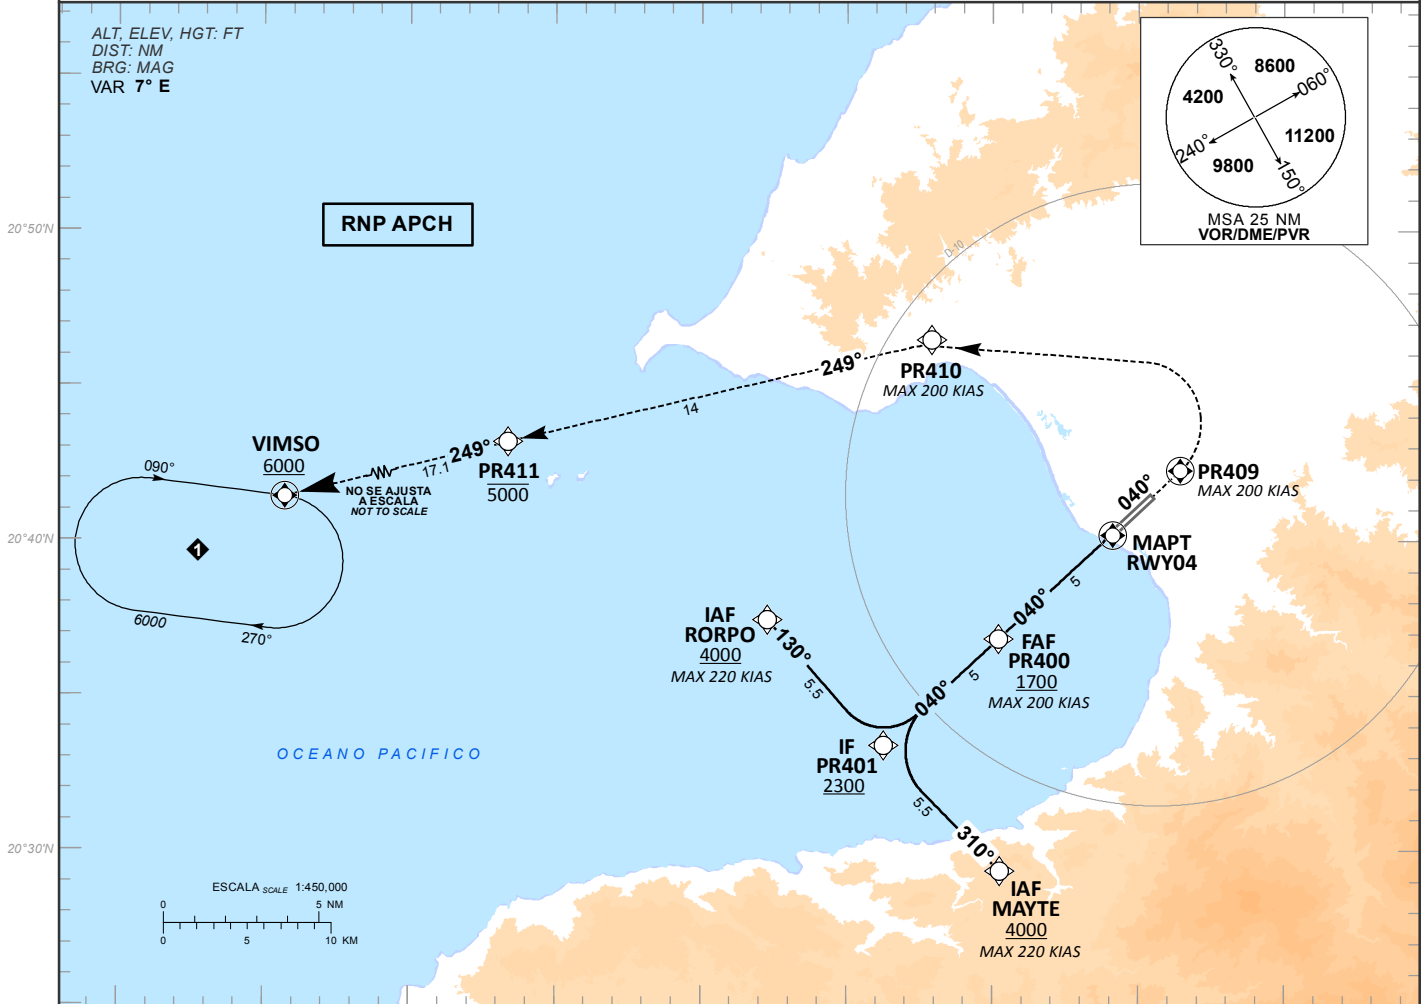 ALT, ELEV, HGT: FT
DIST: NM
BRG: MAG
VAR 7° E
RNP APCH
330°
8600
060°
4200
11200
240°
9800
150°
MSA 25 NM
VOR/DME/PVR
20°50'N
D-10
PR410
MAX 200 KIAS
249°
14
VIMSO
6000
249°
17.1
PR411
5000
NO SE AJUSTA
A ESCALA
NOT TO SCALE
090°
1
6000
270°
PR409
MAX 200 KIAS
040°
20°40'N
MAPT
RWY04
5
040°
IAF
RORPO
4000
MAX 220 KIAS
130°
5.5
FAF
PR400
1700
MAX 200 KIAS
5
040°
IF
PR401
2300
OCEANO PACIFICO
5.5
310°
20°30'N
IAF
MAYTE
4000
MAX 220 KIAS
ESCALA SCALE 1:450,000
0 5 NM
0 5 10 KM